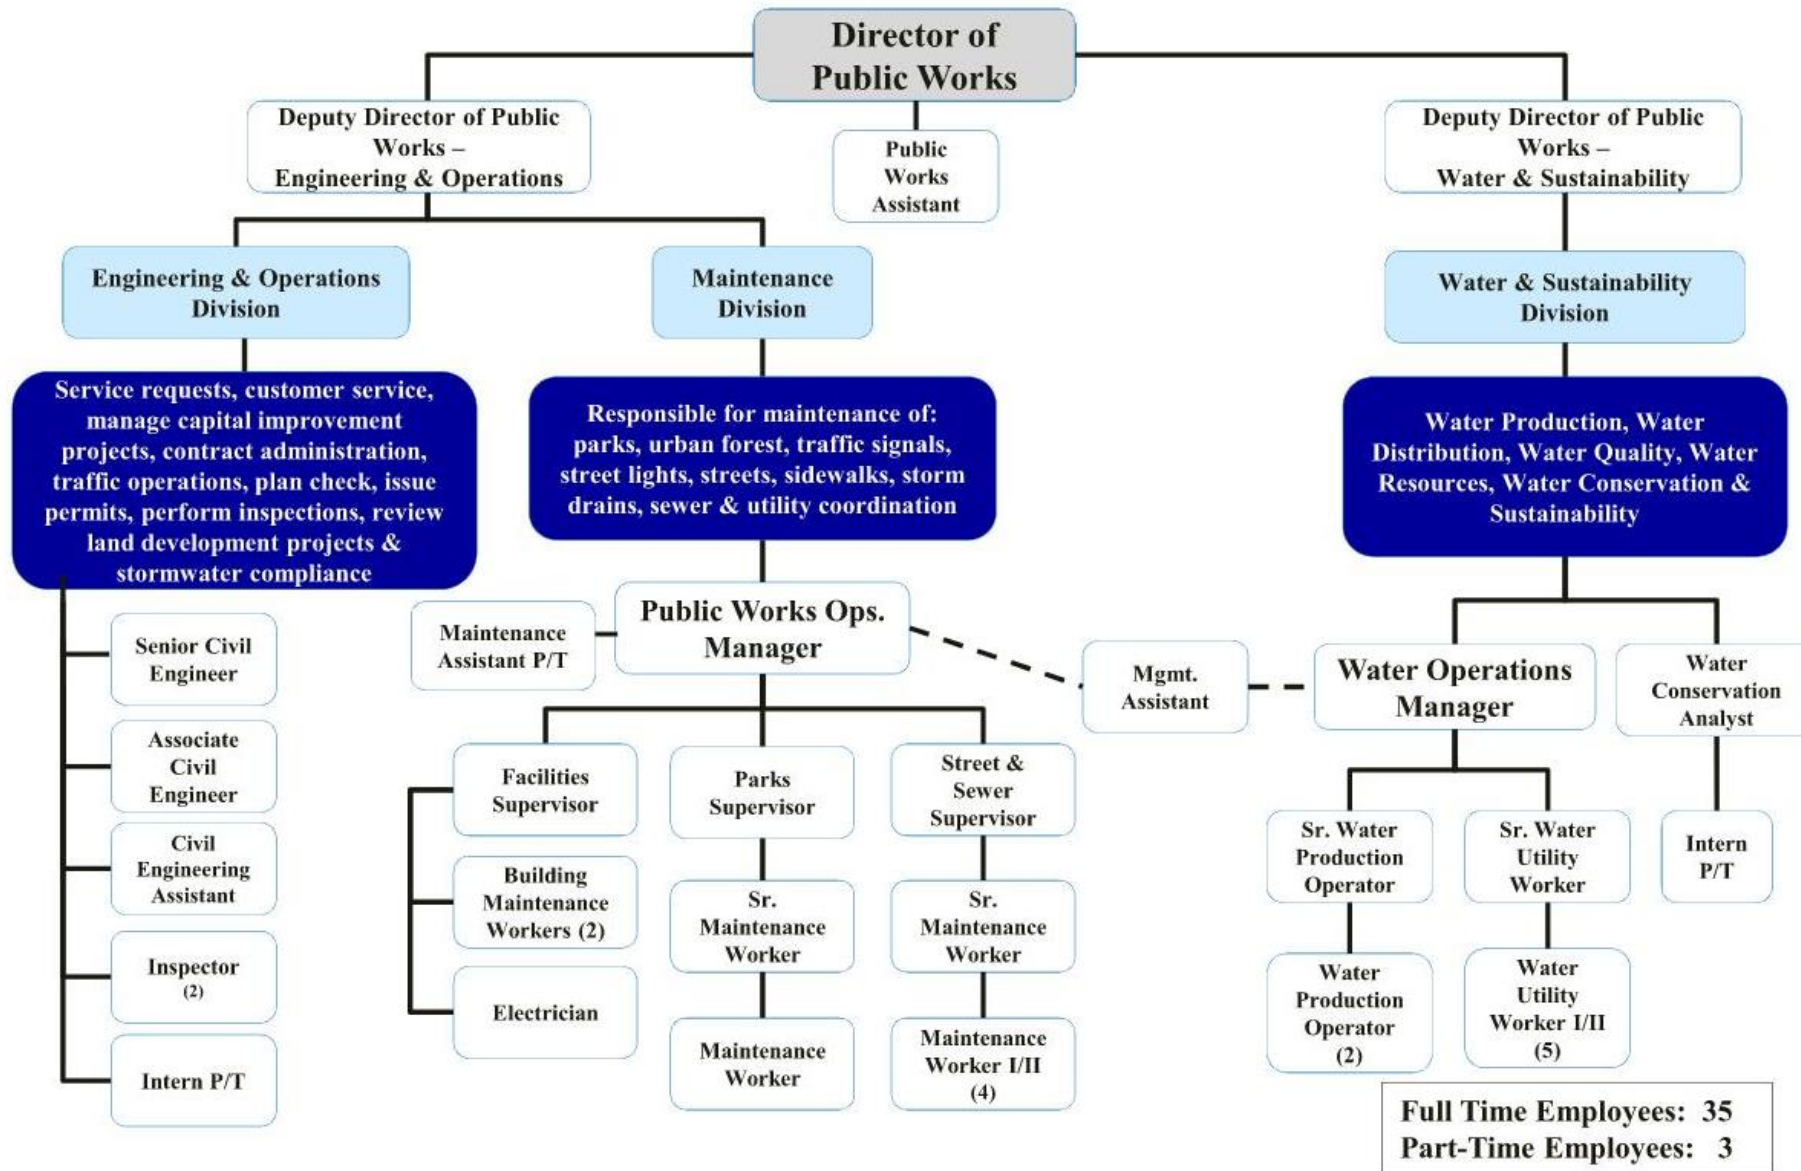 Director of
Public Works
Deputy Director of Public
Works –
Engineering & Operations
Public
Works
Assistant
Deputy Director of Public
Works –
Water & Sustainability
Engineering & Operations
Division
Maintenance
Division
Water & Sustainability
Division
Service requests, customer service,
manage capital improvement
projects, contract administration,
traffic operations, plan check, issue
permits, perform inspections, review
land development projects &
stormwater compliance
Responsible for maintenance of:
parks, urban forest, traffic signals,
street lights, streets, sidewalks, storm
drains, sewer & utility coordination
Water Production, Water
Distribution, Water Quality, Water
Resources, Water Conservation &
Sustainability
Senior Civil
Engineer
Associate
Civil
Engineer
Civil
Engineering
Assistant
Inspector
(2)
Intern P/T
Maintenance
Assistant P/T
Public Works Ops.
Manager
Mgmt.
Assistant
Facilities
Supervisor
Building
Maintenance
Workers (2)
Electrician
Parks
Supervisor
Sr.
Maintenance
Worker
Maintenance
Worker
Street &
Sewer
Supervisor
Sr.
Maintenance
Worker
Maintenance
Worker I/II
(4)
Water Operations
Manager
Water
Conservation
Analyst
Sr. Water
Production
Operator
Water
Production
Operator
(2)
Sr. Water
Utility
Worker
Water
Utility
Worker I/II
(5)
Intern
P/T
Full Time Employees: 35
Part-Time Employees: 3